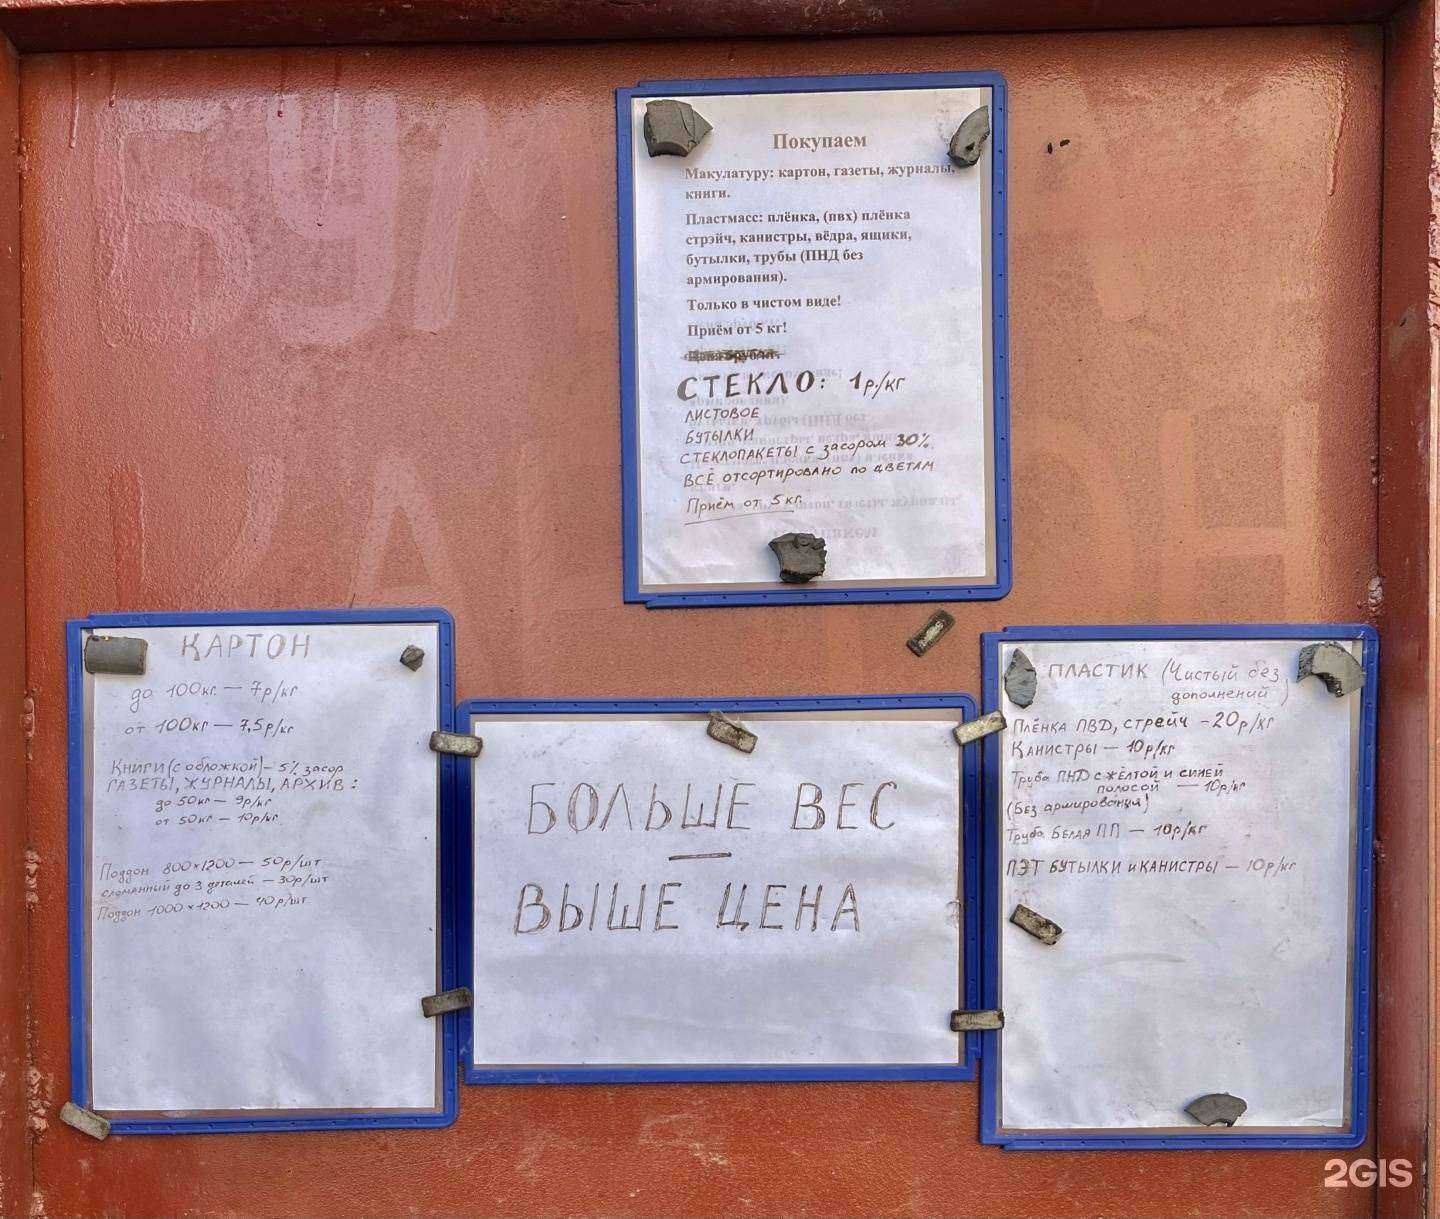 БУМ
Покупаем
Макулатуру: картон, газеты, журналы,
книги.
Пластмасс: плёнка, (пвх) плёнка
стрэйч, канистры, вёдра, ящики,
бутылки, трубы (ПНД без
армирования).
Только в чистом виде!
Приём от 5 кг!
СТЕКЛО: 1р./кг
ЛИСТОВОЕ
БУТЫЛКИ
СТЕКЛОПАКЕТЫ с засором 30%.
ВСЁ отсортировано по цветам
Приём от 5 кг.
КАРТОН
до 100кг. — 7р/кг
от 100кг — 7,5р/кг
Книги (с обложкой) – 5% засор
ГАЗЕТЫ, ЖУРНАЛЫ, АРХИВ:
до 50кг — 9р/кг
от 50кг — 10р/кг
Поддон 800×1200 — 50р/шт
сломанный до 3 деталей — 30р/шт
Поддон 1000×1200 — 40р/шт
БОЛЬШЕ ВЕС
—
ВЫШЕ ЦЕНА
ПЛАСТИК (Чистый без
дополнений)
ПЛЁНКА ПВД, стрейч – 20р/кг
Канистры — 10р/кг
Труба ПНД с жёлтой и синей
полосой — 10р/кг
(Без армирования)
Труба БЕЛАЯ ПП — 10р/кг
ПЭТ БУТЫЛКИ и КАНИСТРЫ — 10р/кг
2GIS